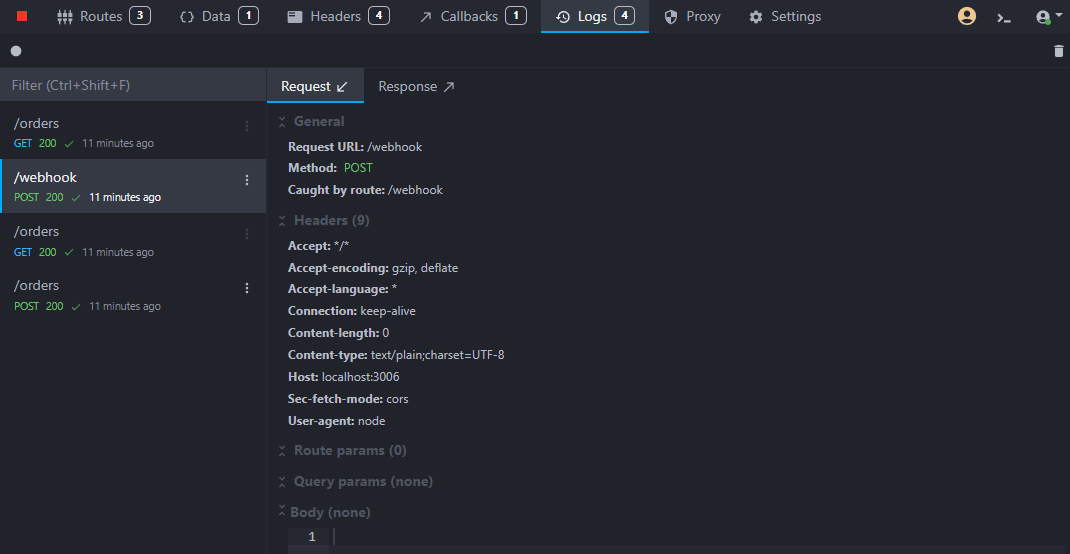 Routes 3 Data 1 Headers 4 Callbacks 1 Logs 4 Proxy Settings
Filter (Ctrl+Shift+F)
/orders
GET 200 11 minutes ago
/webhook
POST 200 11 minutes ago
/orders
GET 200 11 minutes ago
/orders
POST 200 11 minutes ago
Request Response
General
Request URL: /webhook
Method: POST
Caught by route: /webhook
Headers (9)
Accept: */*
Accept-encoding: gzip, deflate
Accept-language: *
Connection: keep-alive
Content-length: 0
Content-type: text/plain;charset=UTF-8
Host: localhost:3006
Sec-fetch-mode: cors
User-agent: node
Route params (0)
Query params (none)
Body (none)
1